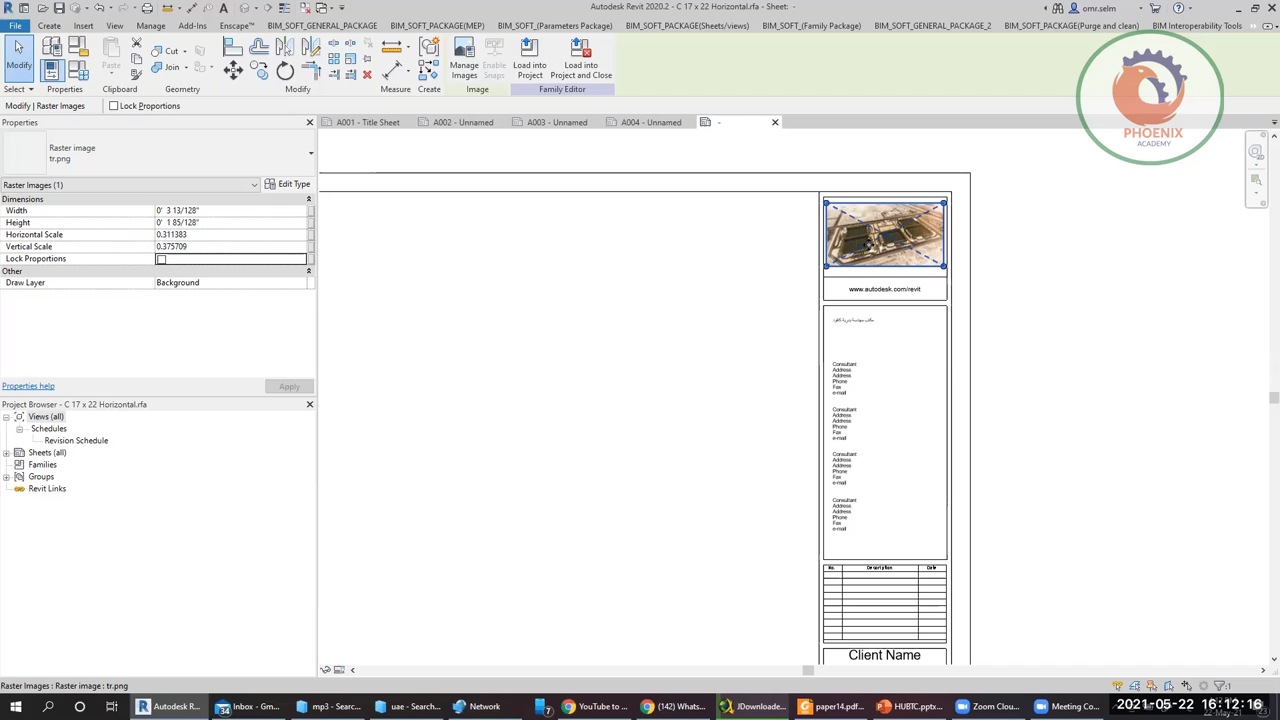 Autodesk Revit 2020.2 - C 17 x 22 Horizontal.rfa - Sheet: -
omr.selm
File Create Insert View Manage Add-Ins Enscape™ BIM_SOFT_GENERAL_PACKAGE BIM_SOFT_PACKAGE(MEP) BIM_SOFT_(Parameters Package) BIM_SOFT_PACKAGE(Sheets/views) BIM_SOFT_(Family Package) BIM_SOFT_GENERAL_PACKAGE_2 BIM_SOFT_PACKAGE(Purge and clean) BIM Interoperability Tools
Modify
Cut
Join
Manage Images
Enable Snaps
Load into Project
Load into Project and Close
Select Properties Clipboard Geometry Modify Measure Create Image Family Editor
Modify | Raster Images Lock Proportions
PHOENIX
ACADEMY
Properties
A001 - Title Sheet A002 - Unnamed A003 - Unnamed A004 - Unnamed -
Raster image
tr.png
Raster Images (1) Edit Type
Dimensions
Width 0' 3 13/128"
Height 0' 1 85/128"
Horizontal Scale 0.311383
Vertical Scale 0.375709
Lock Proportions
Other
Draw Layer Background
Properties help Apply
Project Browser - C 17 x 22 Horizontal.rfa
Views (all)
Schedules
Revision Schedule
Sheets (all)
Families
Groups
Revit Links
www.autodesk.com/revit
Consultant
Address
Address
Phone
Fax
e-mail
Consultant
Address
Address
Phone
Fax
e-mail
Consultant
Address
Address
Phone
Fax
e-mail
Consultant
Address
Address
Phone
Fax
e-mail
No. Description Date
Client Name
Raster Images : Raster image : tr.png
:1
Autodesk R... Inbox - Gm... mp3 - Searc... uae - Searc... Network YouTube to ... (142) Whats... JDownloade... paper14.pdf... HUBTC.pptx... Zoom Clou... Meeting Co...
2021-05-22 16:12:16